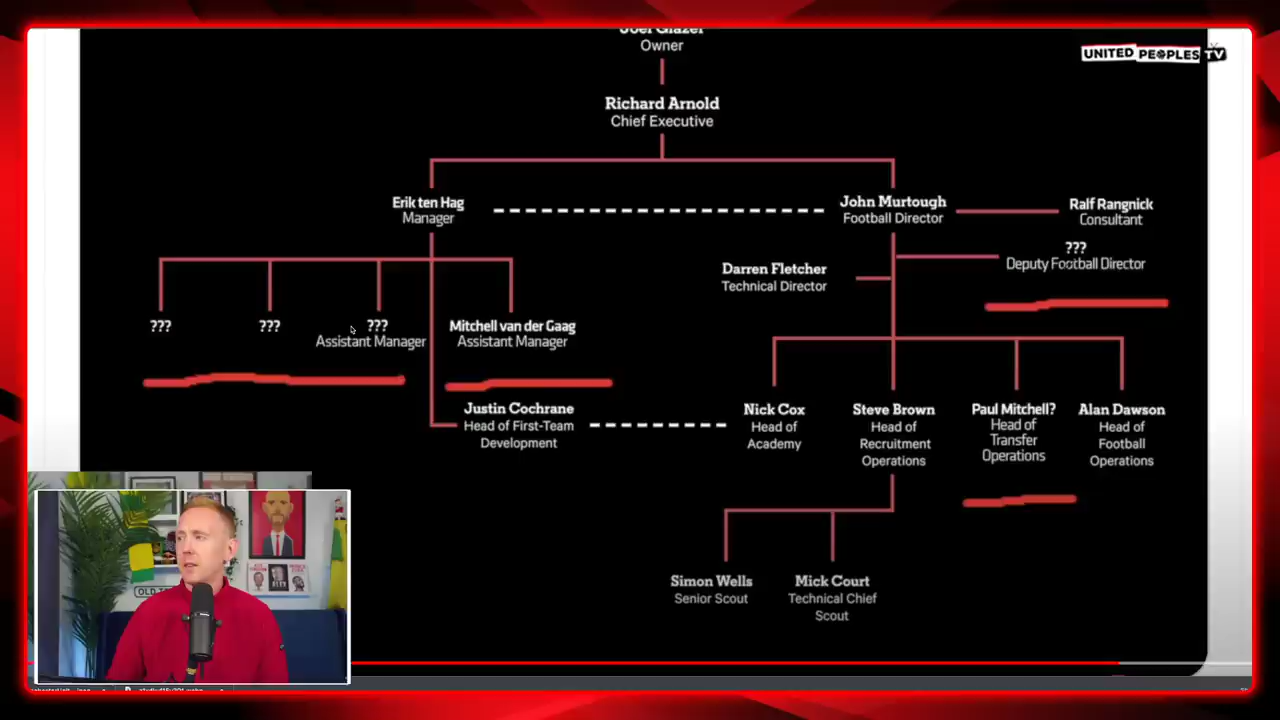 Joel Glazer
Owner
UNITED PEOPLES TV
Richard Arnold
Chief Executive
Erik ten Hag
Manager
John Murtough
Football Director
Ralf Rangnick
Consultant
???
Deputy Football Director
Darren Fletcher
Technical Director
???
???
???
Assistant Manager
Mitchell van der Gaag
Assistant Manager
Justin Cochrane
Head of First-Team
Development
Nick Cox
Head of
Academy
Steve Brown
Head of
Recruitment
Operations
Paul Mitchell?
Head of
Transfer
Operations
Alan Dawson
Head of
Football
Operations
Simon Wells
Senior Scout
Mick Court
Technical Chief
Scout